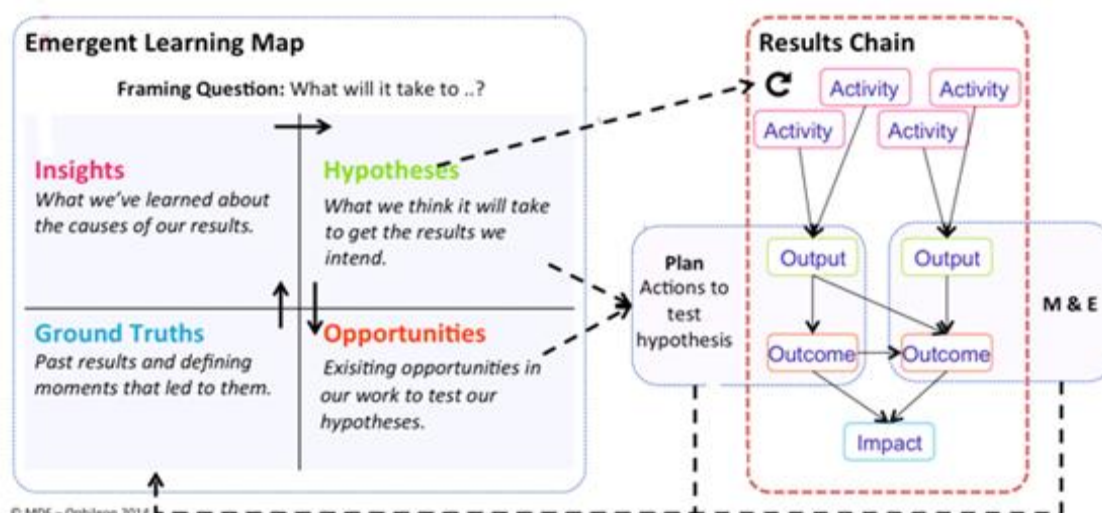 Emergent Learning Map
Framing Question: What will it take to ..?
Insights
What we've learned about
the causes of our results.
Hypotheses
What we think it will take
to get the results we
intend.
Ground Truths
Past results and defining
moments that led to them.
Opportunities
Exisiting opportunities in
our work to test our
hypotheses.
Plan
Actions to
test
hypothesis
Results Chain
Activity
Activity
Activity
Activity
Output
Output
M & E
Outcome
Outcome
Impact
2014